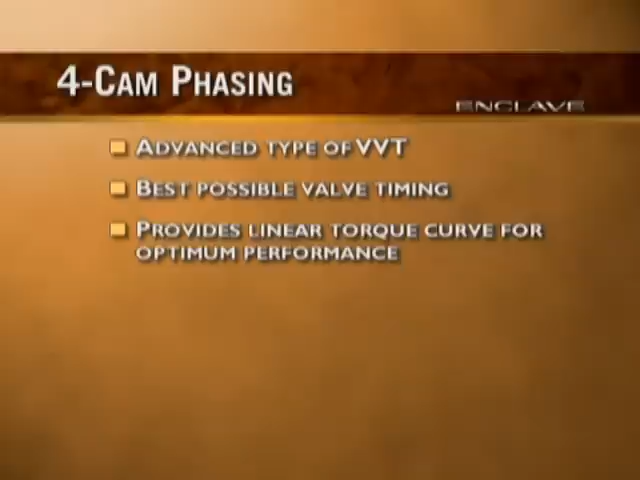 4-CAM PHASING
ENCLAVE
ADVANCED TYPE OF VVT
BEST POSSIBLE VALVE TIMING
PROVIDES LINEAR TORQUE CURVE FOR
OPTIMUM PERFORMANCE